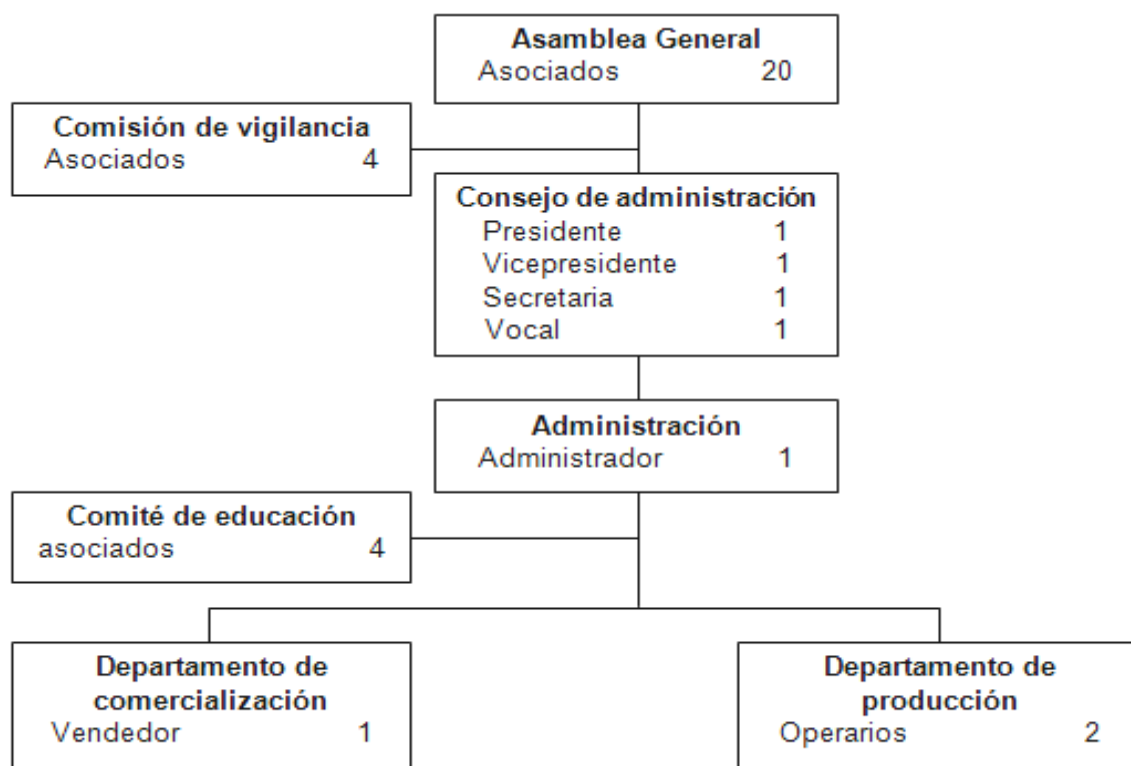 Asamblea General
Asociados 20
Comisión de vigilancia
Asociados 4
Consejo de administración
Presidente 1
Vicepresidente 1
Secretaria 1
Vocal 1
Administración
Administrador 1
Comité de educación
asociados 4
Departamento de
comercialización
Vendedor 1
Departamento de
producción
Operarios 2